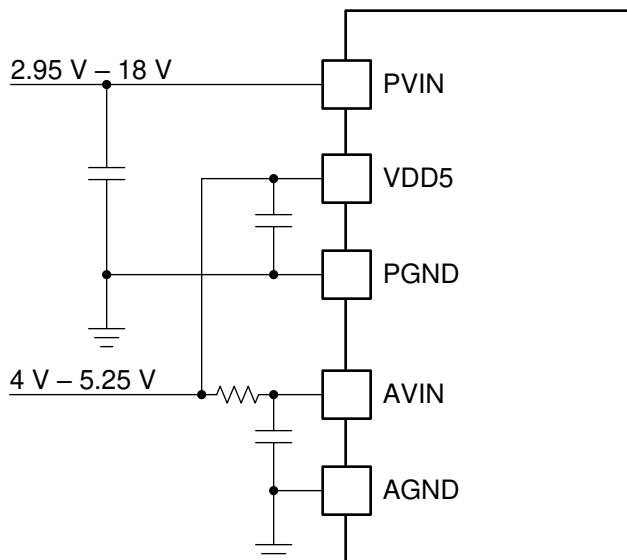 2.95 V – 18 V
PVIN
VDD5
PGND
4 V – 5.25 V
AVIN
AGND